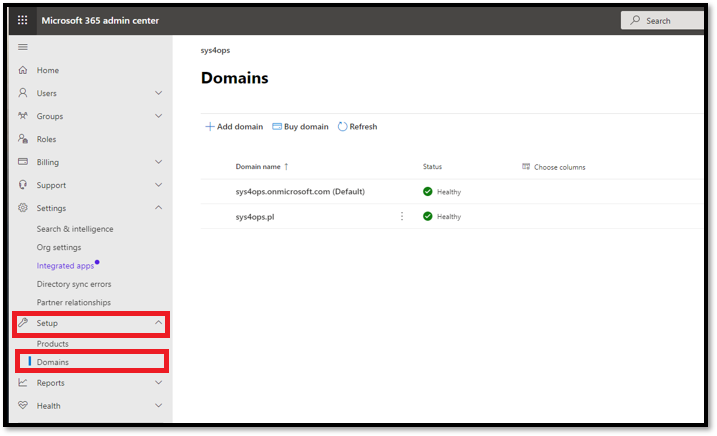 Microsoft 365 admin center
Search
Home
Users
Groups
Roles
Billing
Support
Settings
Search & intelligence
Org settings
Integrated apps
Directory sync errors
Partner relationships
Setup
Products
Domains
Reports
Health
sys4ops
Domains
Add domain Buy domain Refresh
Domain name ↑ Status Choose columns
sys4ops.onmicrosoft.com (Default) Healthy
sys4ops.pl Healthy